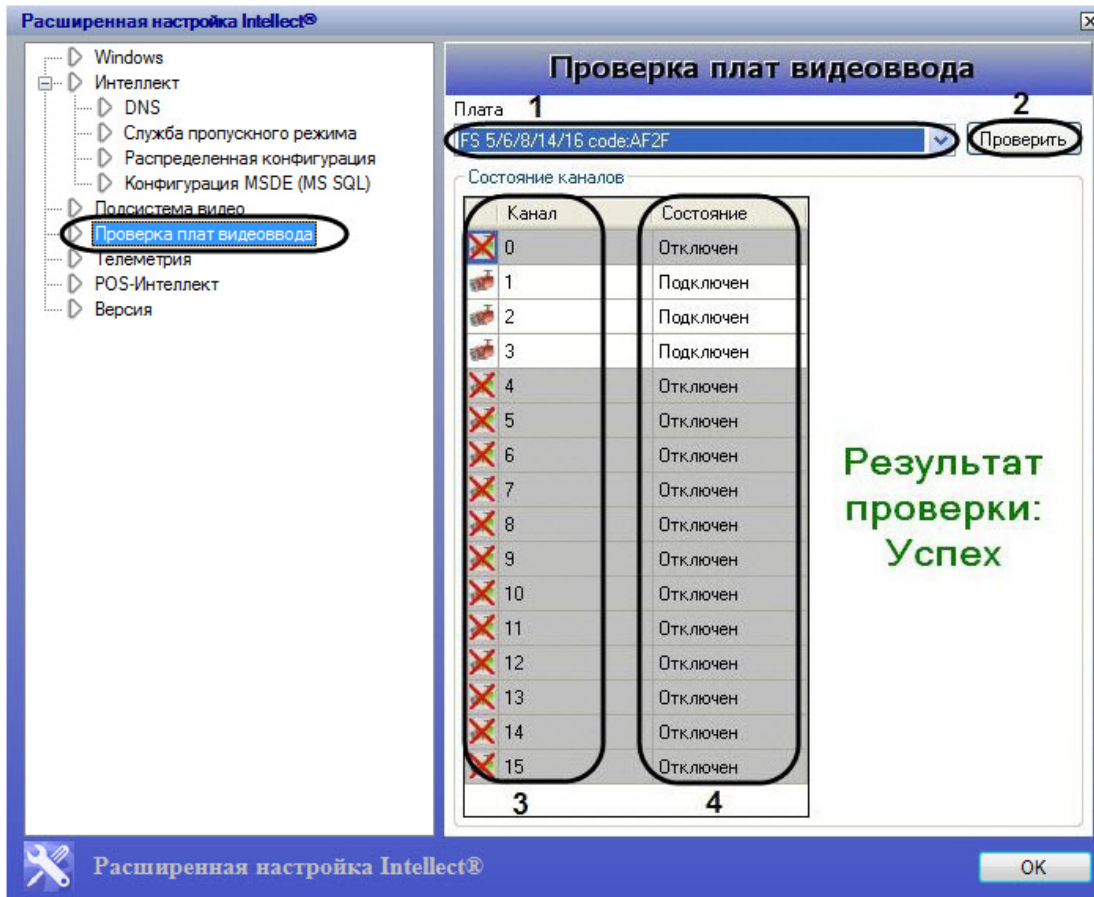 Расширенная настройка Intellect®
Windows
Интеллект
DNS
Служба пропускного режима
Распределенная конфигурация
Конфигурация MSDE (MS SQL)
Подсистема видео
Проверка плат видеоввода
Телеметрия
POS-Интеллект
Версия
Проверка плат видеоввода
Плата 1 2
FS 5/6/8/14/16 code:AF2F Проверить
Состояние каналов
Канал Состояние
0 Отключен
1 Подключен
2 Подключен
3 Подключен
4 Отключен
5 Отключен
6 Отключен
7 Отключен
8 Отключен
9 Отключен
10 Отключен
11 Отключен
12 Отключен
13 Отключен
14 Отключен
15 Отключен
3 4
Результат
проверки:
Успех
Расширенная настройка Intellect®
OK